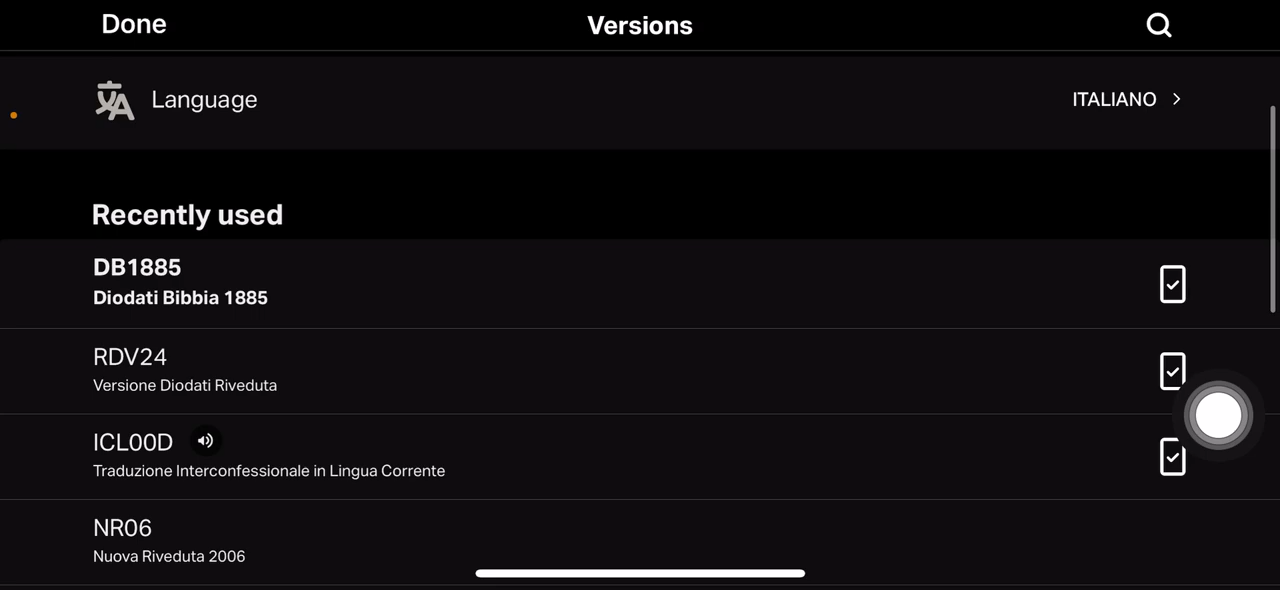 Done
Versions
Language
ITALIANO
Recently used
DB1885
Diodati Bibbia 1885
RDV24
Versione Diodati Riveduta
ICL00D
Traduzione Interconfessionale in Lingua Corrente
NR06
Nuova Riveduta 2006